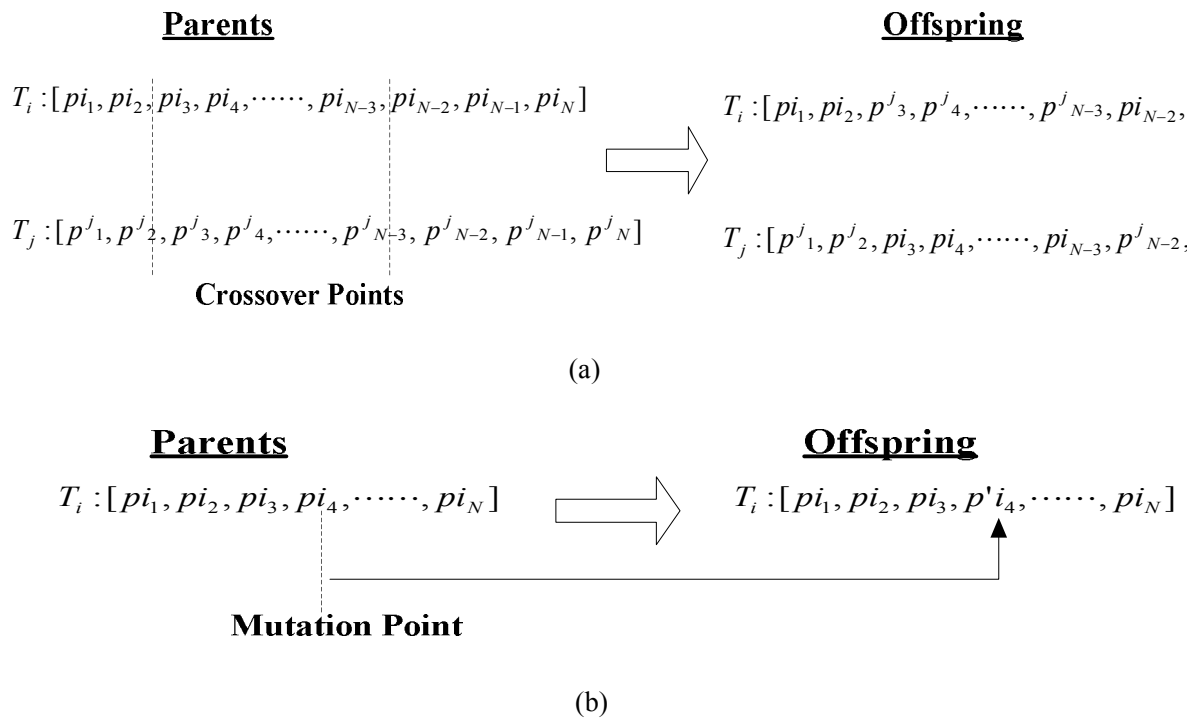 Parents Offspring
T_i :[ pi_1, pi_2, pi_3, pi_4,⋯⋯, pi_{N−3}, pi_{N−2}, pi_{N−1}, pi_N ] T_i :[ pi_1, pi_2, p^j_3, p^j_4,⋯⋯, p^j_{N−3}, pi_{N−2},
T_j :[ p^j_1, p^j_2, p^j_3, p^j_4,⋯⋯, p^j_{N−3}, p^j_{N−2}, p^j_{N−1}, p^j_N ] T_j :[ p^j_1, p^j_2, pi_3, pi_4,⋯⋯, pi_{N−3}, p^j_{N−2},
Crossover Points
(a)
Parents Offspring
T_i :[ pi_1, pi_2, pi_3, pi_4,⋯⋯, pi_N ] T_i :[ pi_1, pi_2, pi_3, p'i_4,⋯⋯, pi_N ]
Mutation Point
(b)